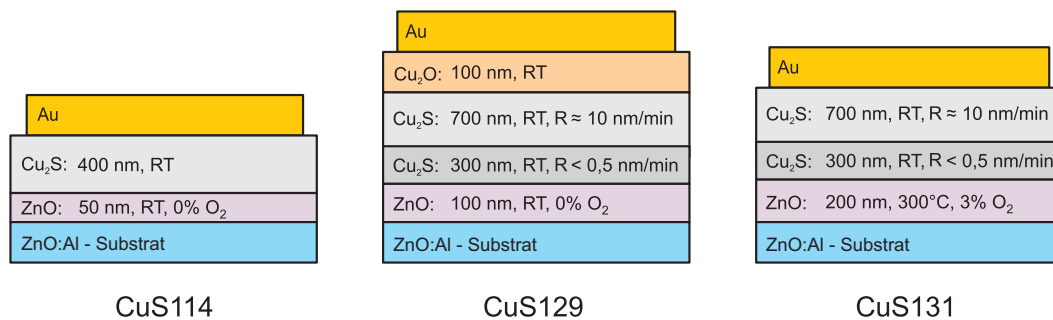 Au
Cu₂S: 400 nm, RT
ZnO: 50 nm, RT, 0% O₂
ZnO:Al - Substrat
CuS114
Au
Cu₂O: 100 nm, RT
Cu₂S: 700 nm, RT, R ≈ 10 nm/min
Cu₂S: 300 nm, RT, R < 0,5 nm/min
ZnO: 100 nm, RT, 0% O₂
ZnO:Al - Substrat
CuS129
Au
Cu₂S: 700 nm, RT, R ≈ 10 nm/min
Cu₂S: 300 nm, RT, R < 0,5 nm/min
ZnO: 200 nm, 300°C, 3% O₂
ZnO:Al - Substrat
CuS131